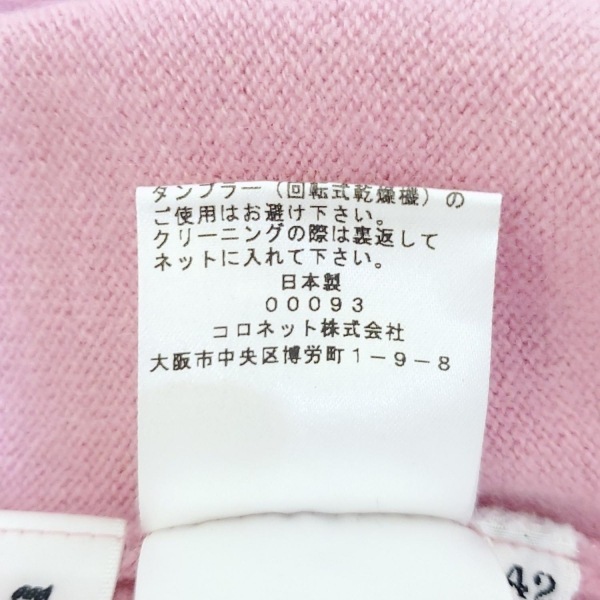 タンブラー（回転式乾燥機）の
ご使用はお避け下さい。
クリーニングの際は裏返して
ネットに入れて下さい。
日本製
00093
コロネット株式会社
大阪市中央区博労町1-9-8
42